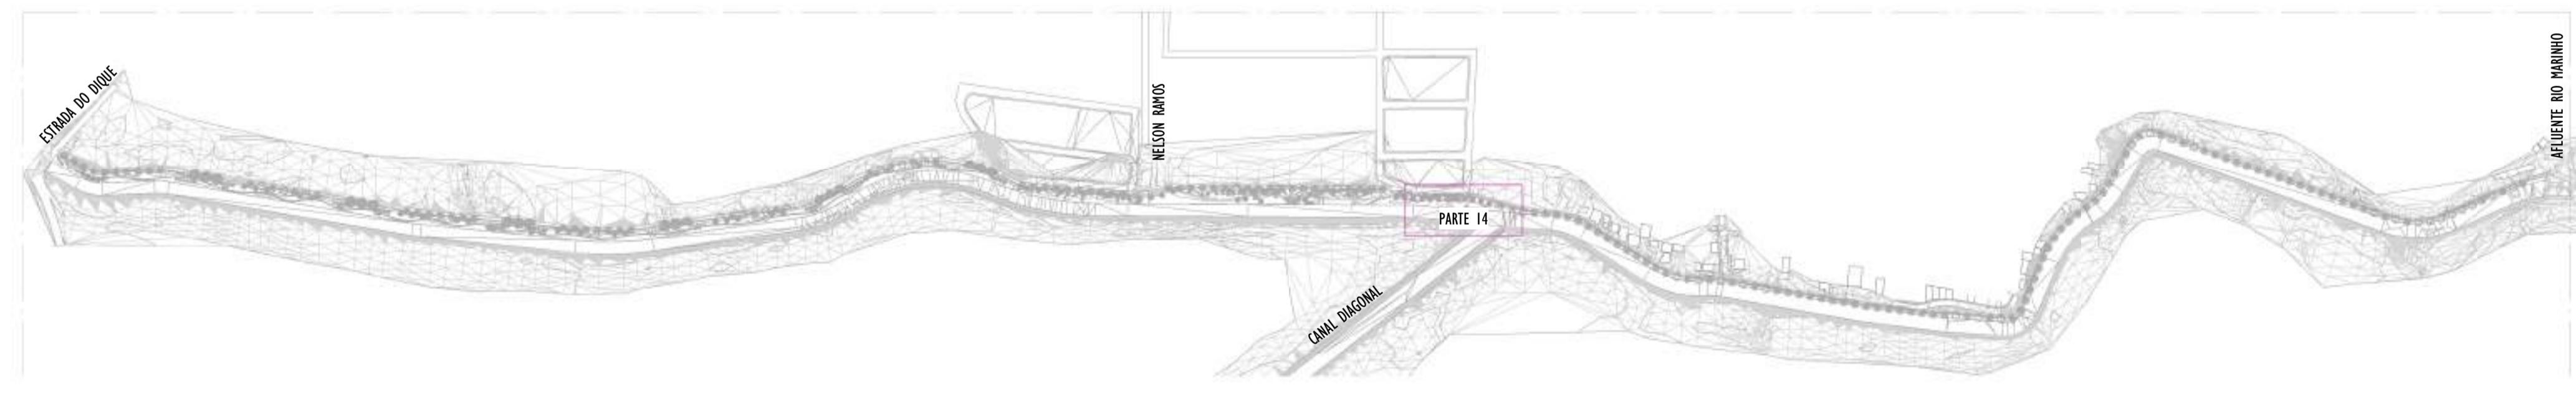 ESTRADA DO DIQUE
NELSON RAMOS
PARTE 14
CANAL DIAGONAL
AFLUENTE RIO MARINHO